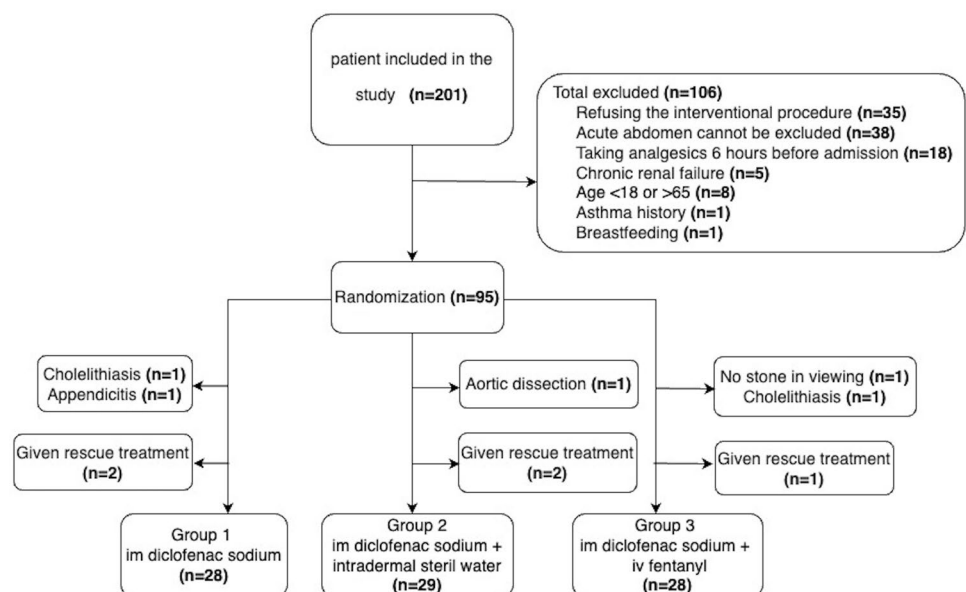 patient included in the
study (n=201)
Total excluded (n=106)
Refusing the interventional procedure (n=35)
Acute abdomen cannot be excluded (n=38)
Taking analgesics 6 hours before admission (n=18)
Chronic renal failure (n=5)
Age <18 or >65 (n=8)
Asthma history (n=1)
Breastfeeding (n=1)
Randomization (n=95)
Cholelithiasis (n=1)
Appendicitis (n=1)
Aortic dissection (n=1)
No stone in viewing (n=1)
Cholelithiasis (n=1)
Given rescue treatment
(n=2)
Given rescue treatment
(n=2)
Given rescue treatment
(n=1)
Group 1
im diclofenac sodium
(n=28)
Group 2
im diclofenac sodium +
intradermal steril water
(n=29)
Group 3
im diclofenac sodium +
iv fentanyl
(n=28)